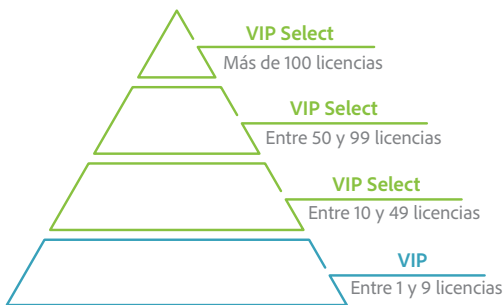 VIP Select
Más de 100 licencias
VIP Select
Entre 50 y 99 licencias
VIP Select
Entre 10 y 49 licencias
VIP
Entre 1 y 9 licencias